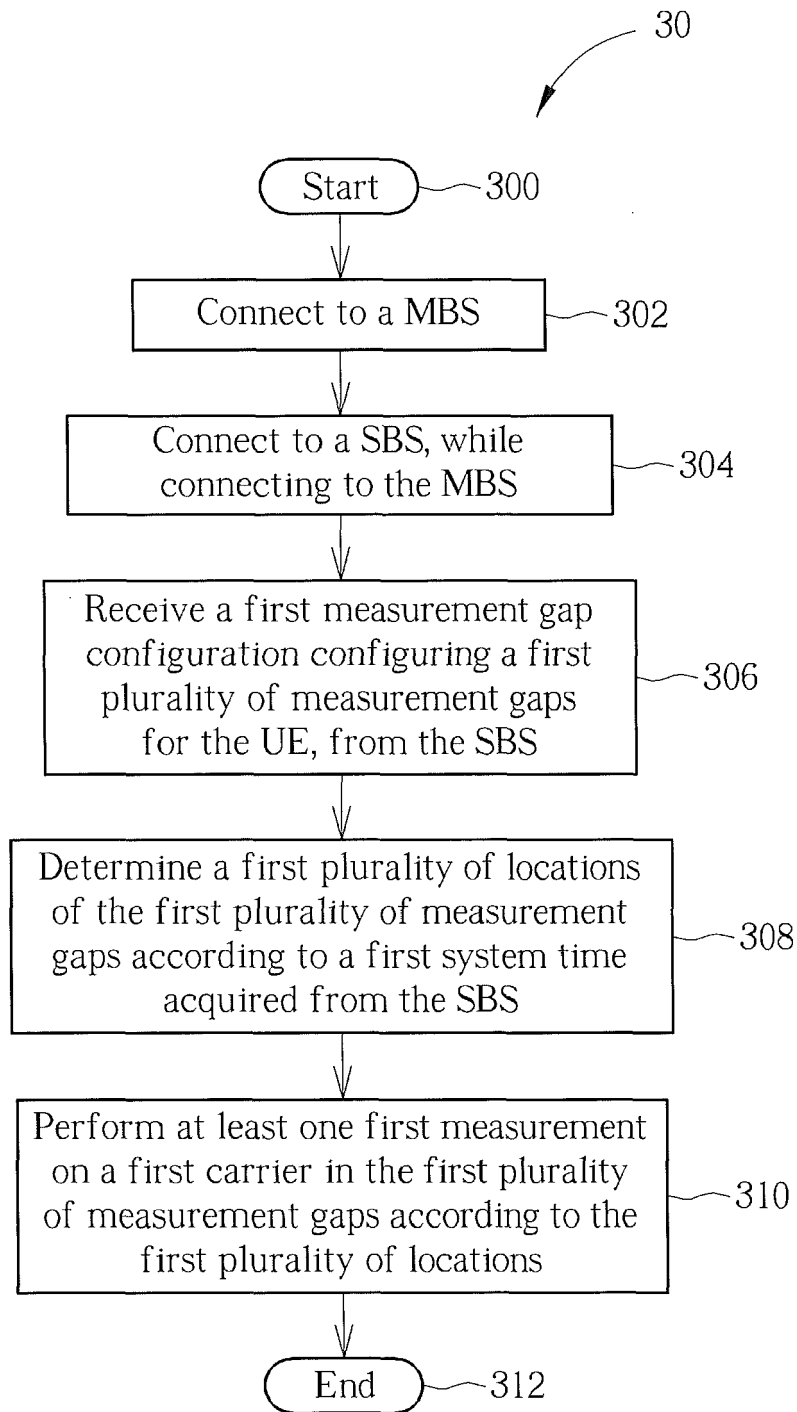 30
Start
300
Connect to a MBS
302
Connect to a SBS, while
connecting to the MBS
304
Receive a first measurement gap
configuration configuring a first
plurality of measurement gaps
for the UE, from the SBS
306
Determine a first plurality of locations
of the first plurality of measurement
gaps according to a first system time
acquired from the SBS
308
Perform at least one first measurement
on a first carrier in the first plurality
of measurement gaps according to the
first plurality of locations
310
End
312